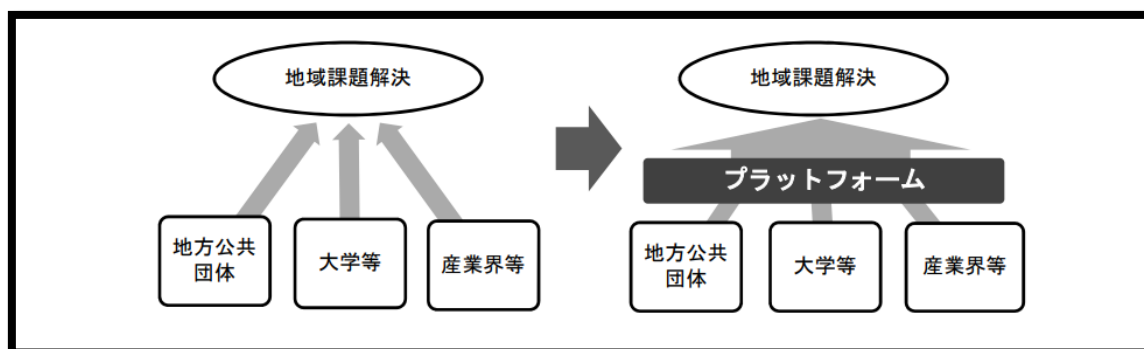 地域課題解決
地方公共
団体
大学等
産業界等
地域課題解決
プラットフォーム
地方公共
団体
大学等
産業界等